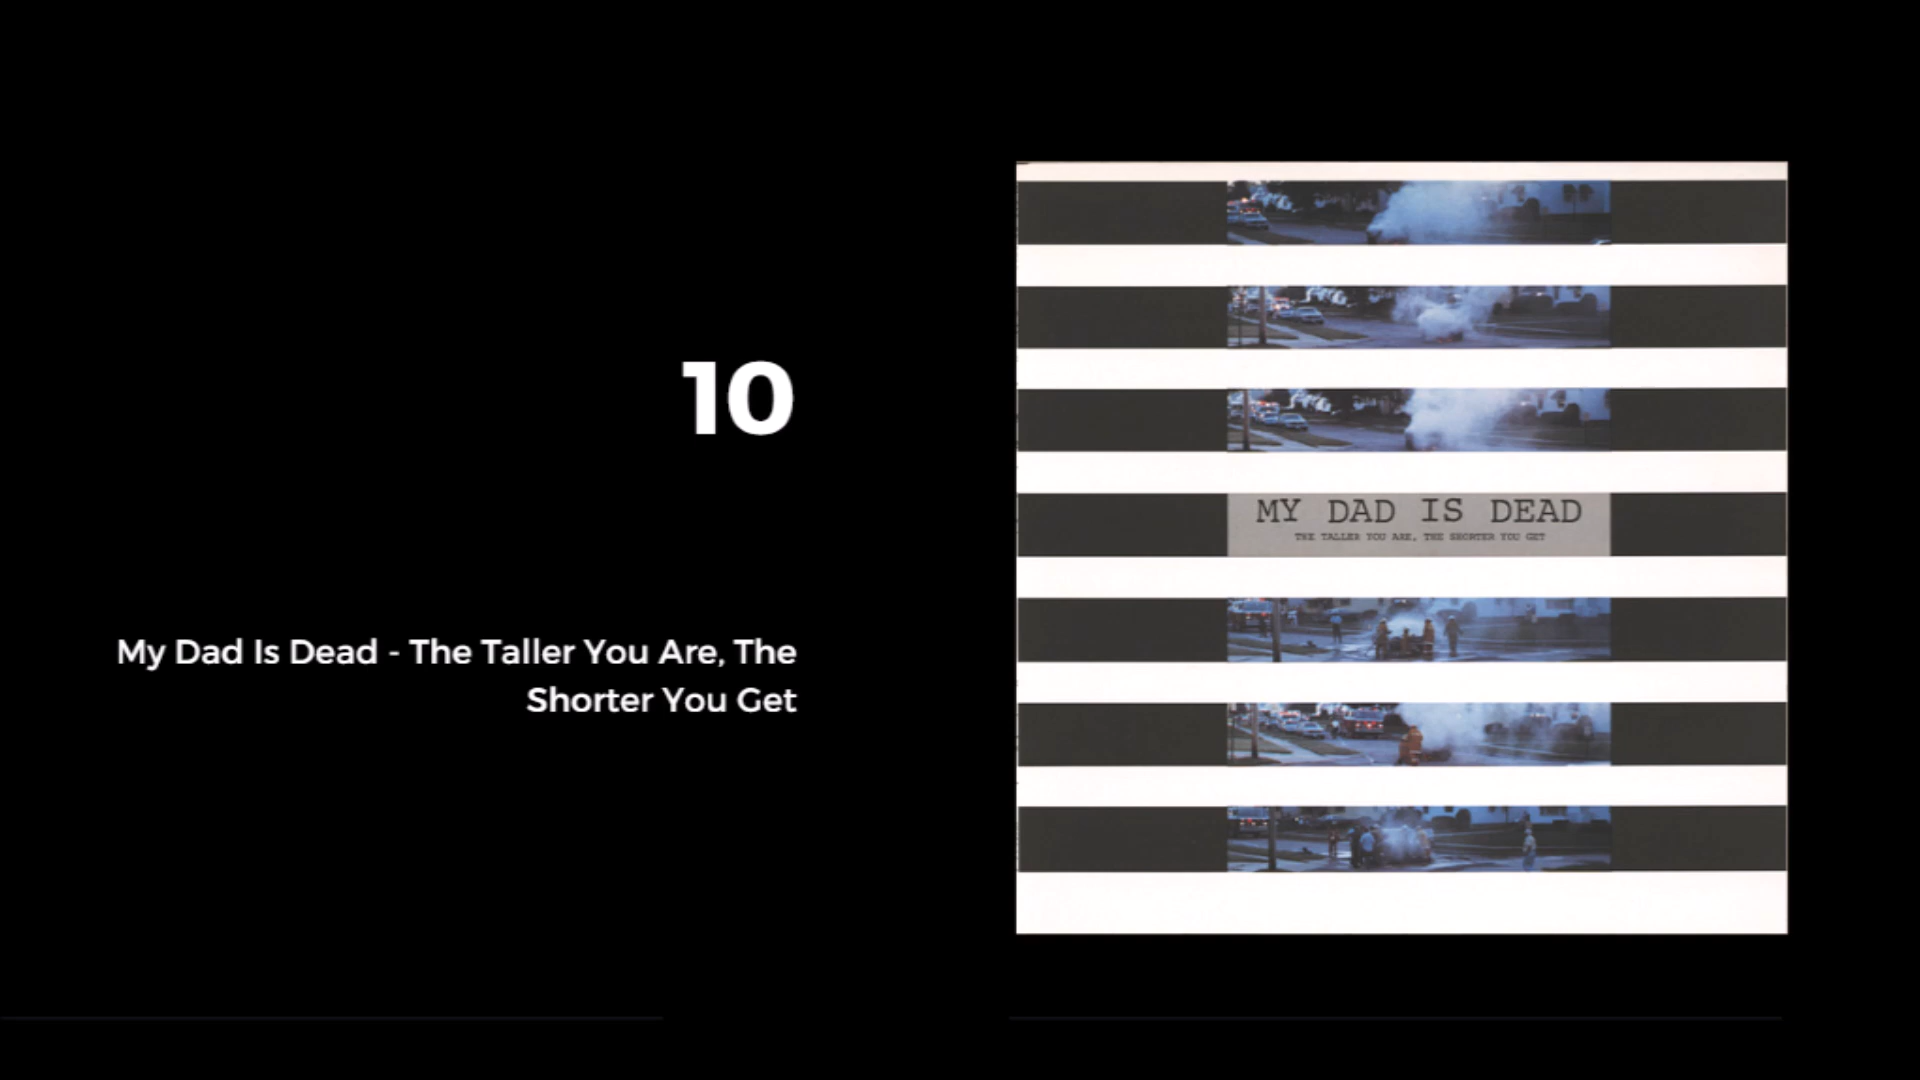 10
My Dad Is Dead - The Taller You Are, The
Shorter You Get
MY DAD IS DEAD
THE TALLER YOU ARE, THE SHORTER YOU GET